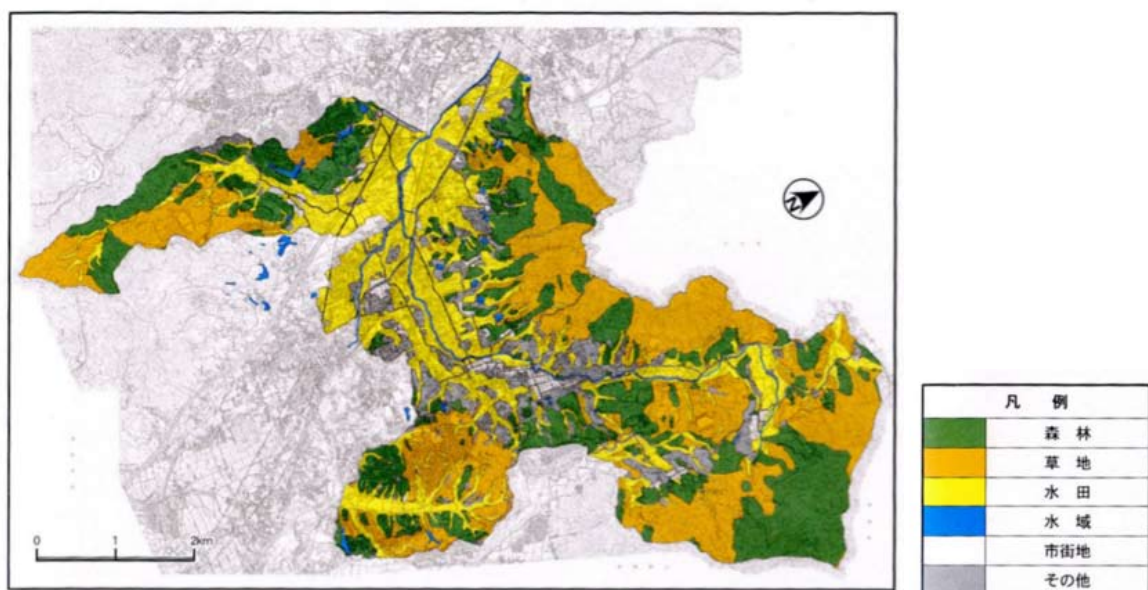 0 1 2km
凡 例
森 林
草 地
水 田
水 域
市街地
その他